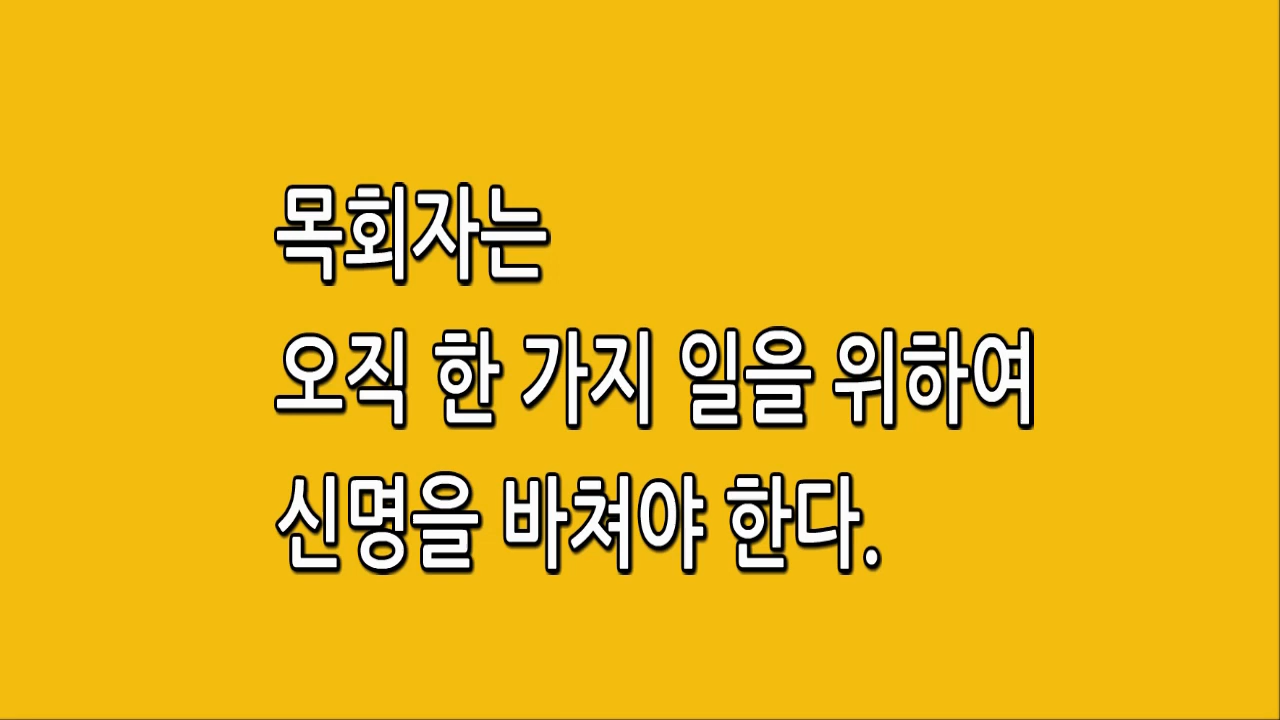 목회자는
오직 한 가지 일을 위하여
신명을 바쳐야 한다.